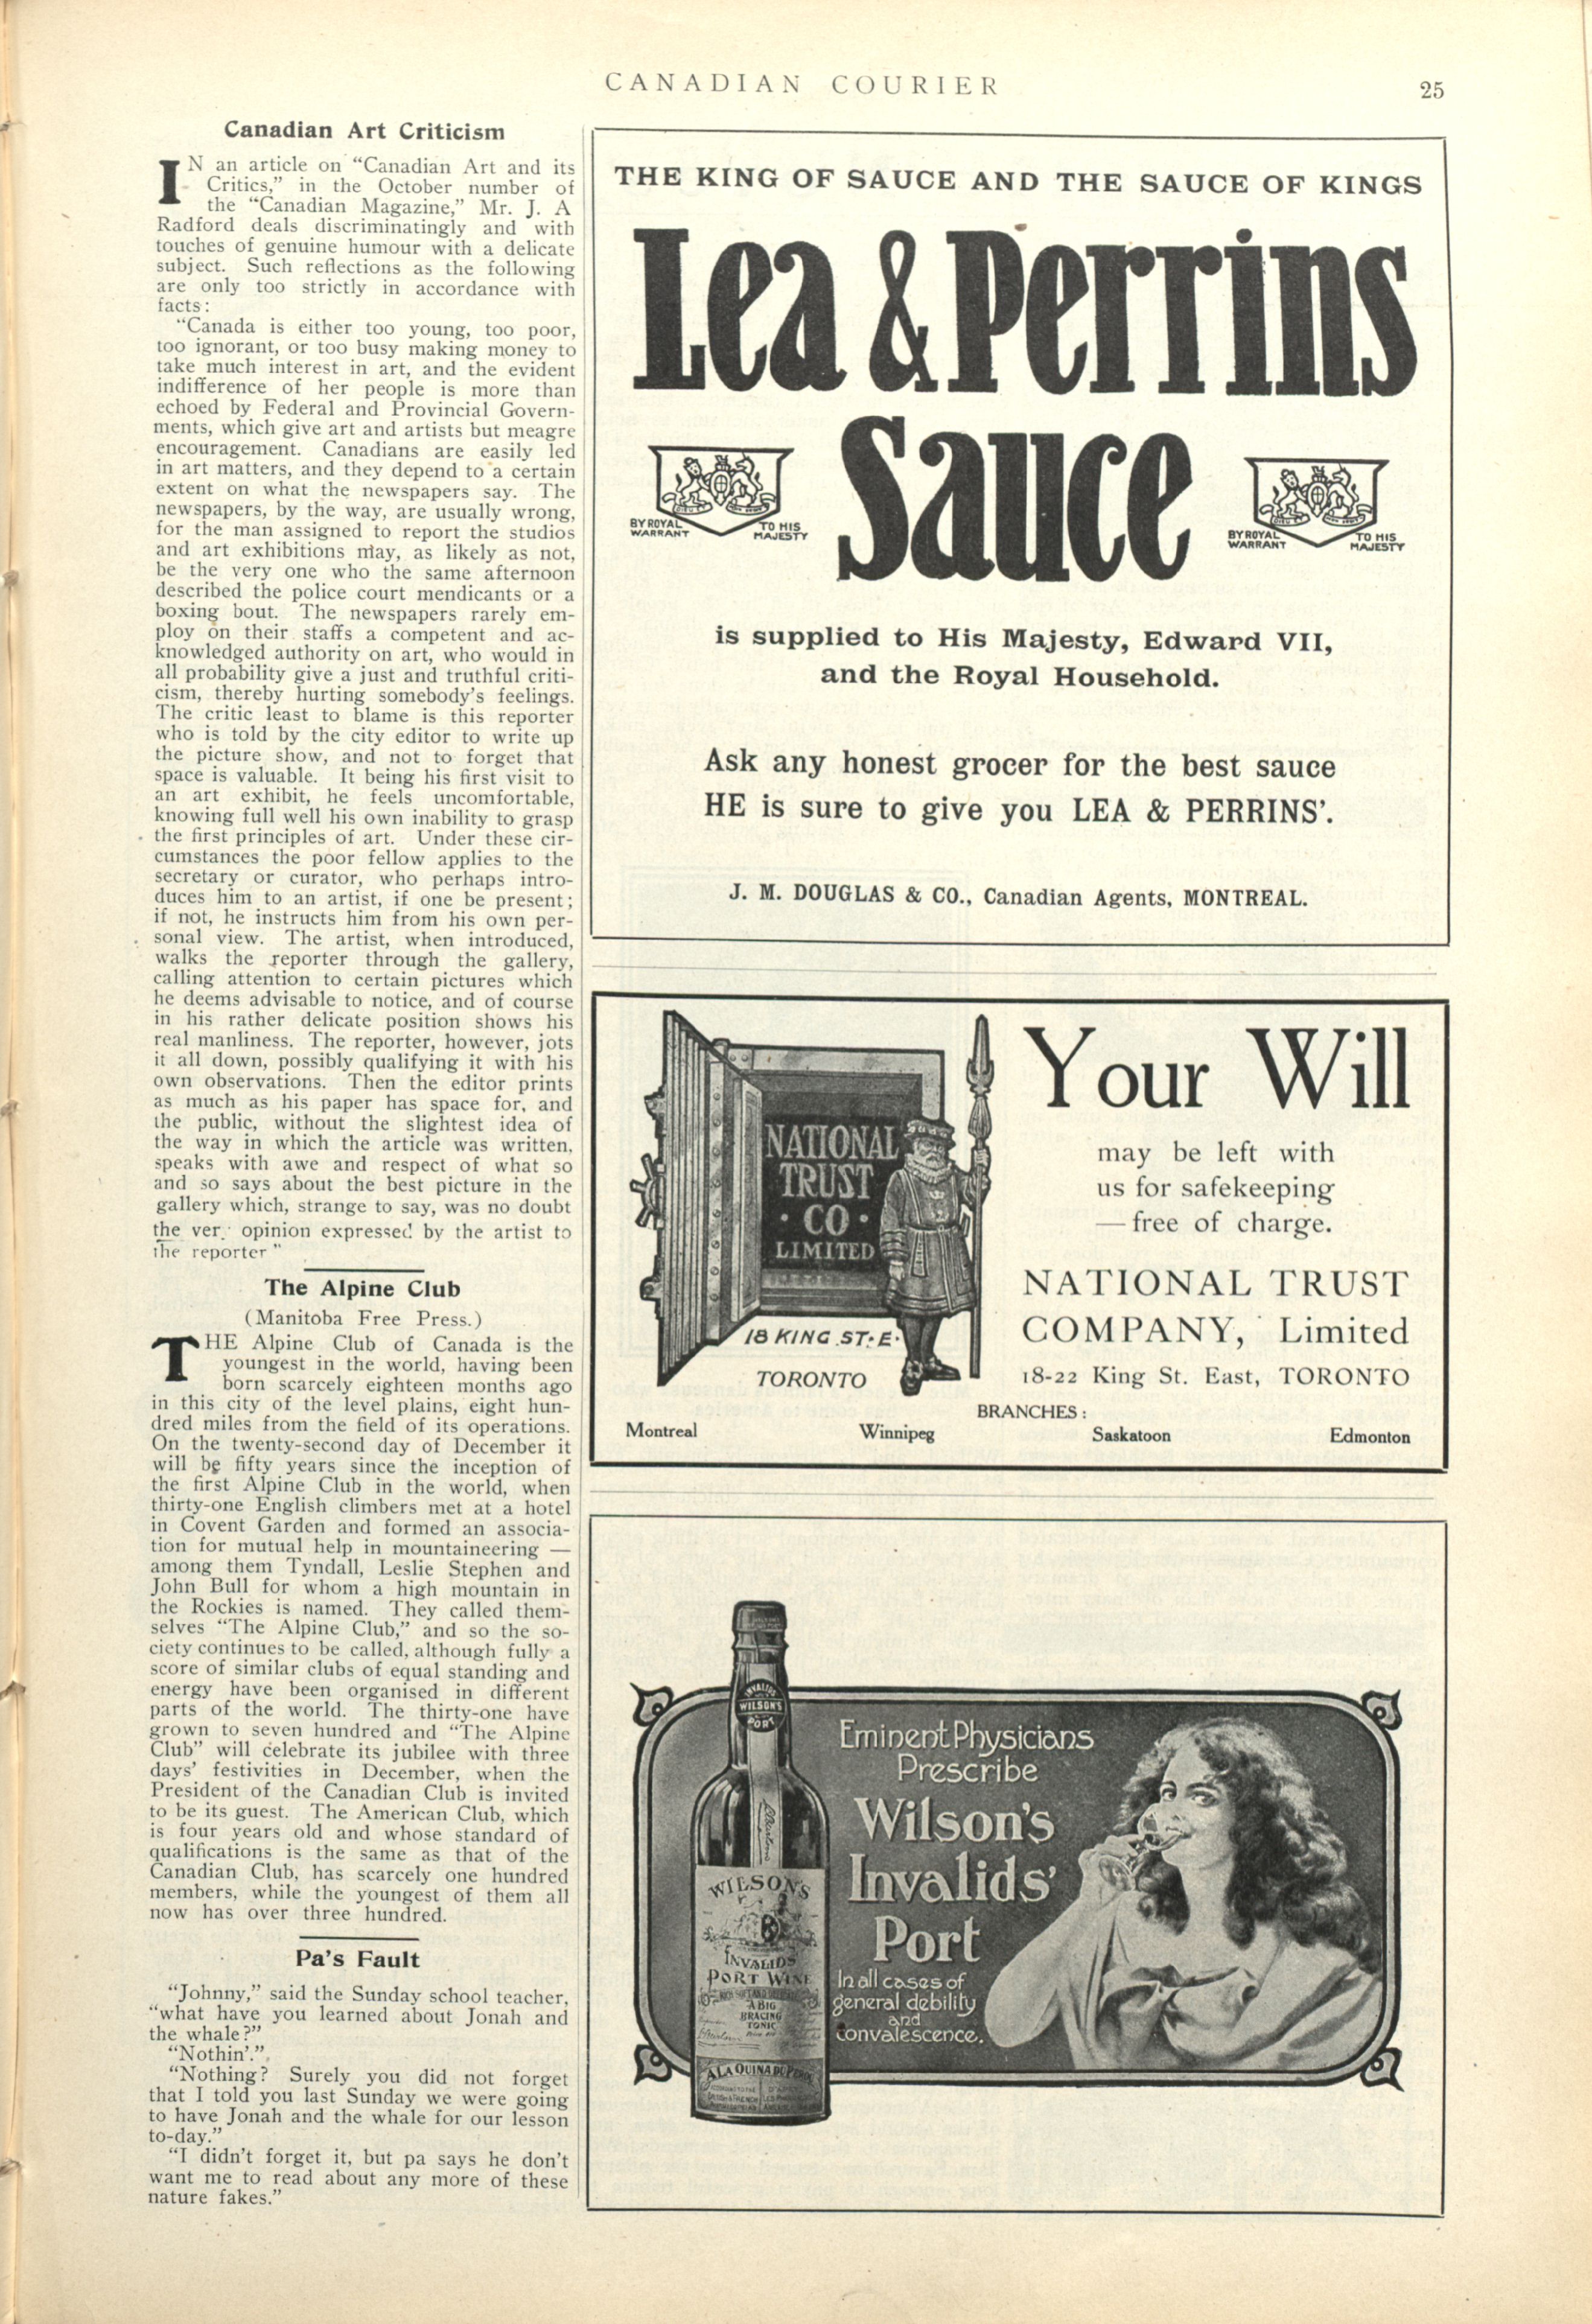 CANADIAN COURIER
25
Canadian Art Criticism
IN an article on "Canadian Art and its
Critics," in the October number of
the "Canadian Magazine," Mr. J. A
Radford deals discriminatingly and with
touches of genuine humour with a delicate
subject. Such reflections as the following
are only too strictly in accordance with
facts:
"Canada is either too young, too poor,
too ignorant, or too busy making money to
take much interest in art, and the evident
indifference of her people is more than
echoed by Federal and Provincial Govern-
ments, which give art and artists but meagre
encouragement. Canadians are easily led
in art matters, and they depend to a certain
extent on what the newspapers say. The
newspapers, by the way, are usually wrong,
for the man assigned to report the studios
and art exhibitions may, as likely as not,
be the very one who the same afternoon
described the police court mendicants or a
boxing bout. The newspapers rarely em-
ploy on their staffs a competent and ac-
knowledged authority on art, who would in
all probability give a just and truthful criti-
cism, thereby hurting somebody's feelings.
The critic least to blame is this reporter
who is told by the city editor to write up
the picture show, and not to forget that
space is valuable. It being his first visit to
an art exhibit, he feels uncomfortable,
knowing full well his own inability to grasp
the first principles of art. Under these cir-
cumstances the poor fellow applies to the
secretary or curator, who perhaps intro-
duces him to an artist, if one be present;
if not, he instructs him from his own per-
sonal view. The artist, when introduced,
walks the reporter through the gallery,
calling attention to certain pictures which
he deems advisable to notice, and of course
in his rather delicate position shows his
real manliness. The reporter, however, jots
it all down, possibly qualifying it with his
own observations. Then the editor prints
as much as his paper has space for, and
the public, without the slightest idea of
the way in which the article was written,
speaks with awe and respect of what so
and so says about the best picture in the
gallery which, strange to say, was no doubt
the ver. opinion expressed by the artist to
the reporter"
The Alpine Club
(Manitoba Free Press.)
THE Alpine Club of Canada is the
youngest in the world, having been
born scarcely eighteen months ago
in this city of the level plains, eight hun-
dred miles from the field of its operations.
On the twenty-second day of December it
will be fifty years since the inception of
the first Alpine Club in the world, when
thirty-one English climbers met at a hotel
in Covent Garden and formed an associa-
tion for mutual help in mountaineering —
among them Tyndall, Leslie Stephen and
John Bull for whom a high mountain in
the Rockies is named. They called them-
selves "The Alpine Club," and so the so-
ciety continues to be called, although fully a
score of similar clubs of equal standing and
energy have been organised in different
parts of the world. The thirty-one have
grown to seven hundred and "The Alpine
Club" will celebrate its jubilee with three
days' festivities in December, when the
President of the Canadian Club is invited
to be its guest. The American Club, which
is four years old and whose standard of
qualifications is the same as that of the
Canadian Club, has scarcely one hundred
members, while the youngest of them all
now has over three hundred.
Pa's Fault
"Johnny," said the Sunday school teacher,
"what have you learned about Jonah and
the whale?"
"Nothin'."
"Nothing? Surely you did not forget
that I told you last Sunday we were going
to have Jonah and the whale for our lesson
to-day."
"I didn't forget it, but pa says he don't
want me to read about any more of these
nature fakes."
THE KING OF SAUCE AND THE SAUCE OF KINGS
Lea & Perrins
Sauce
BY ROYAL WARRANT
TO HIS MAJESTY
BY ROYAL WARRANT
TO HIS MAJESTY
is supplied to His Majesty, Edward VII,
and the Royal Household.
Ask any honest grocer for the best sauce
HE is sure to give you LEA & PERRINS'.
J. M. DOUGLAS & CO., Canadian Agents, MONTREAL.
NATIONAL
TRUST
· CO ·
LIMITED
18 KING ST. E.
TORONTO
Your Will
may be left with
us for safekeeping
— free of charge.
NATIONAL TRUST
COMPANY, Limited
18-22 King St. East, TORONTO
BRANCHES:
Montreal Winnipeg Saskatoon Edmonton
INVALIDS
WILSON'S
PORT
WILSON'S
INVALIDS
PORT WINE
A BIG
BRACING
TONIC
A LA QUINA DU PEROU
Eminent Physicians
Prescribe
Wilson's
Invalids'
Port
In all cases of
general debility
and
convalescence.